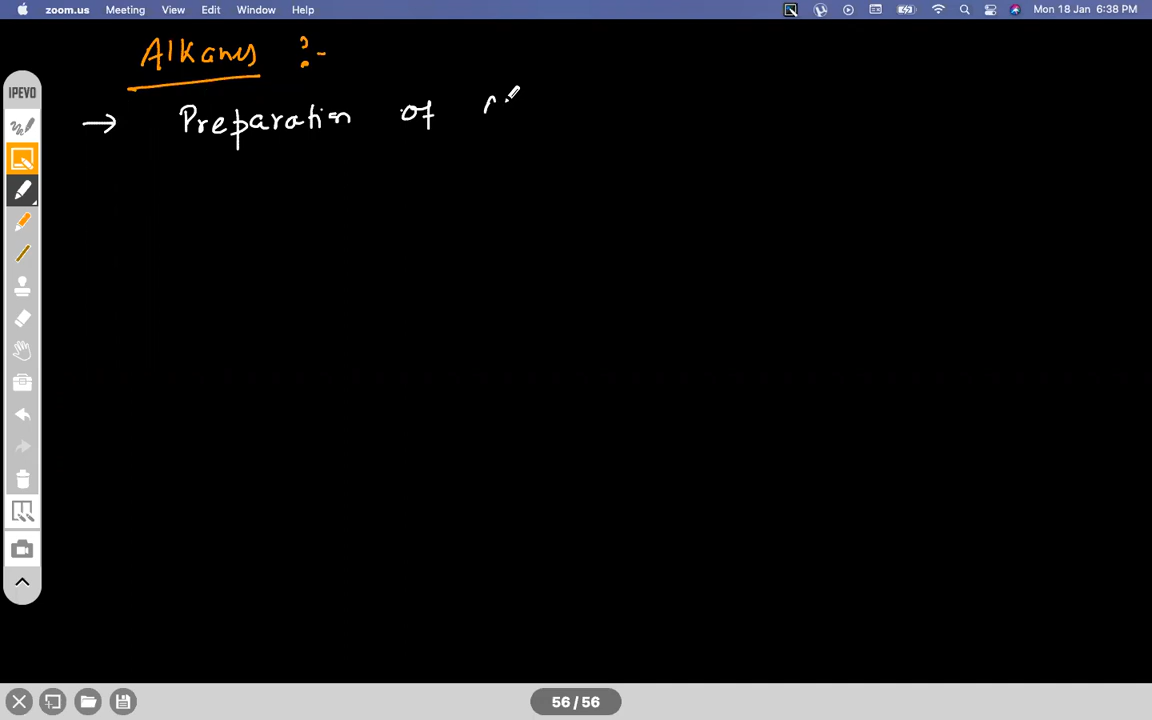 zoom.us Meeting View Edit Window Help Mon 18 Jan 6:38 PM
Alkanes :-
→ Preparation of
IPEVO
56 / 56